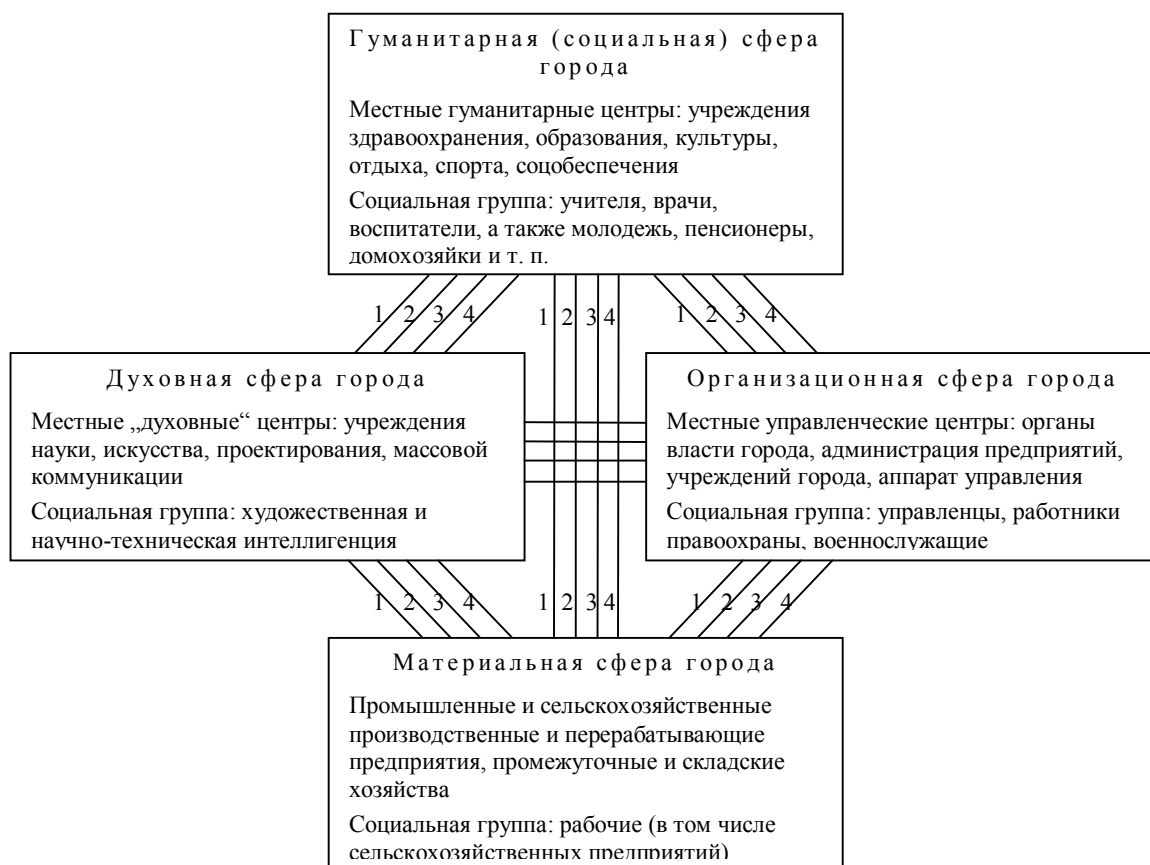 Гуманитарная (социальная) сфера
города
Местные гуманитарные центры: учреждения
здравоохранения, образования, культуры,
отдыха, спорта, соцобеспечения
Социальная группа: учителя, врачи,
воспитатели, а также молодежь, пенсионеры,
домохозяйки и т. п.
1 2 3 4
1 2 3 4
1 2 3 4
Духовная сфера города
Местные „духовные“ центры: учреждения
науки, искусства, проектирования, массовой
коммуникации
Социальная группа: художественная и
научно-техническая интеллигенция
Организационная сфера города
Местные управленческие центры: органы
власти города, администрация предприятий,
учреждений города, аппарат управления
Социальная группа: управленцы, работники
правоохраны, военнослужащие
1 2 3 4
1 2 3 4
1 2 3 4
Материальная сфера города
Промышленные и сельскохозяйственные
производственные и перерабатывающие
предприятия, промежуточные и складские
хозяйства
Социальная группа: рабочие (в том числе
сельскохозяйственных предприятий)